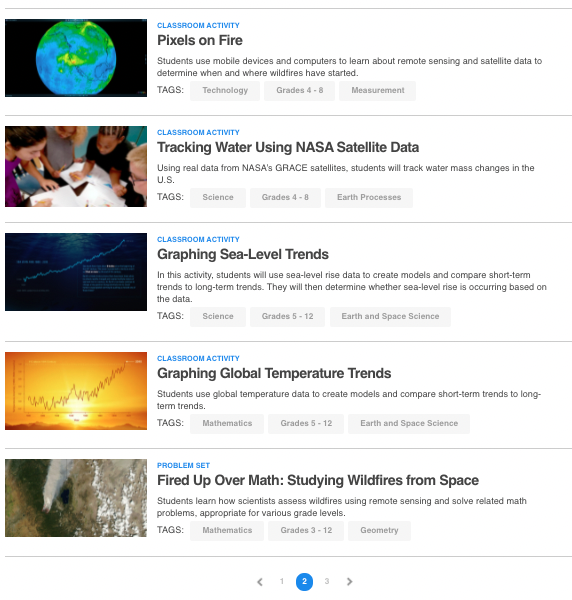 CLASSROOM ACTIVITY
Pixels on Fire
Students use mobile devices and computers to learn about remote sensing and satellite data to
determine when and where wildfires have started.
TAGS: Technology Grades 4 - 8 Measurement
CLASSROOM ACTIVITY
Tracking Water Using NASA Satellite Data
Using real data from NASA's GRACE satellites, students will track water mass changes in the
U.S.
TAGS: Science Grades 4 - 8 Earth Processes
CLASSROOM ACTIVITY
Graphing Sea-Level Trends
In this activity, students will use sea-level rise data to create models and compare short-term
trends to long-term trends. They will then determine whether sea-level rise is occurring based on
the data.
TAGS: Science Grades 5 - 12 Earth and Space Science
CLASSROOM ACTIVITY
Graphing Global Temperature Trends
Students use global temperature data to create models and compare short-term trends to long-
term trends.
TAGS: Mathematics Grades 5 - 12 Earth and Space Science
PROBLEM SET
Fired Up Over Math: Studying Wildfires from Space
Students learn how scientists assess wildfires using remote sensing and solve related math
problems, appropriate for various grade levels.
TAGS: Mathematics Grades 3 - 12 Geometry
1 2 3